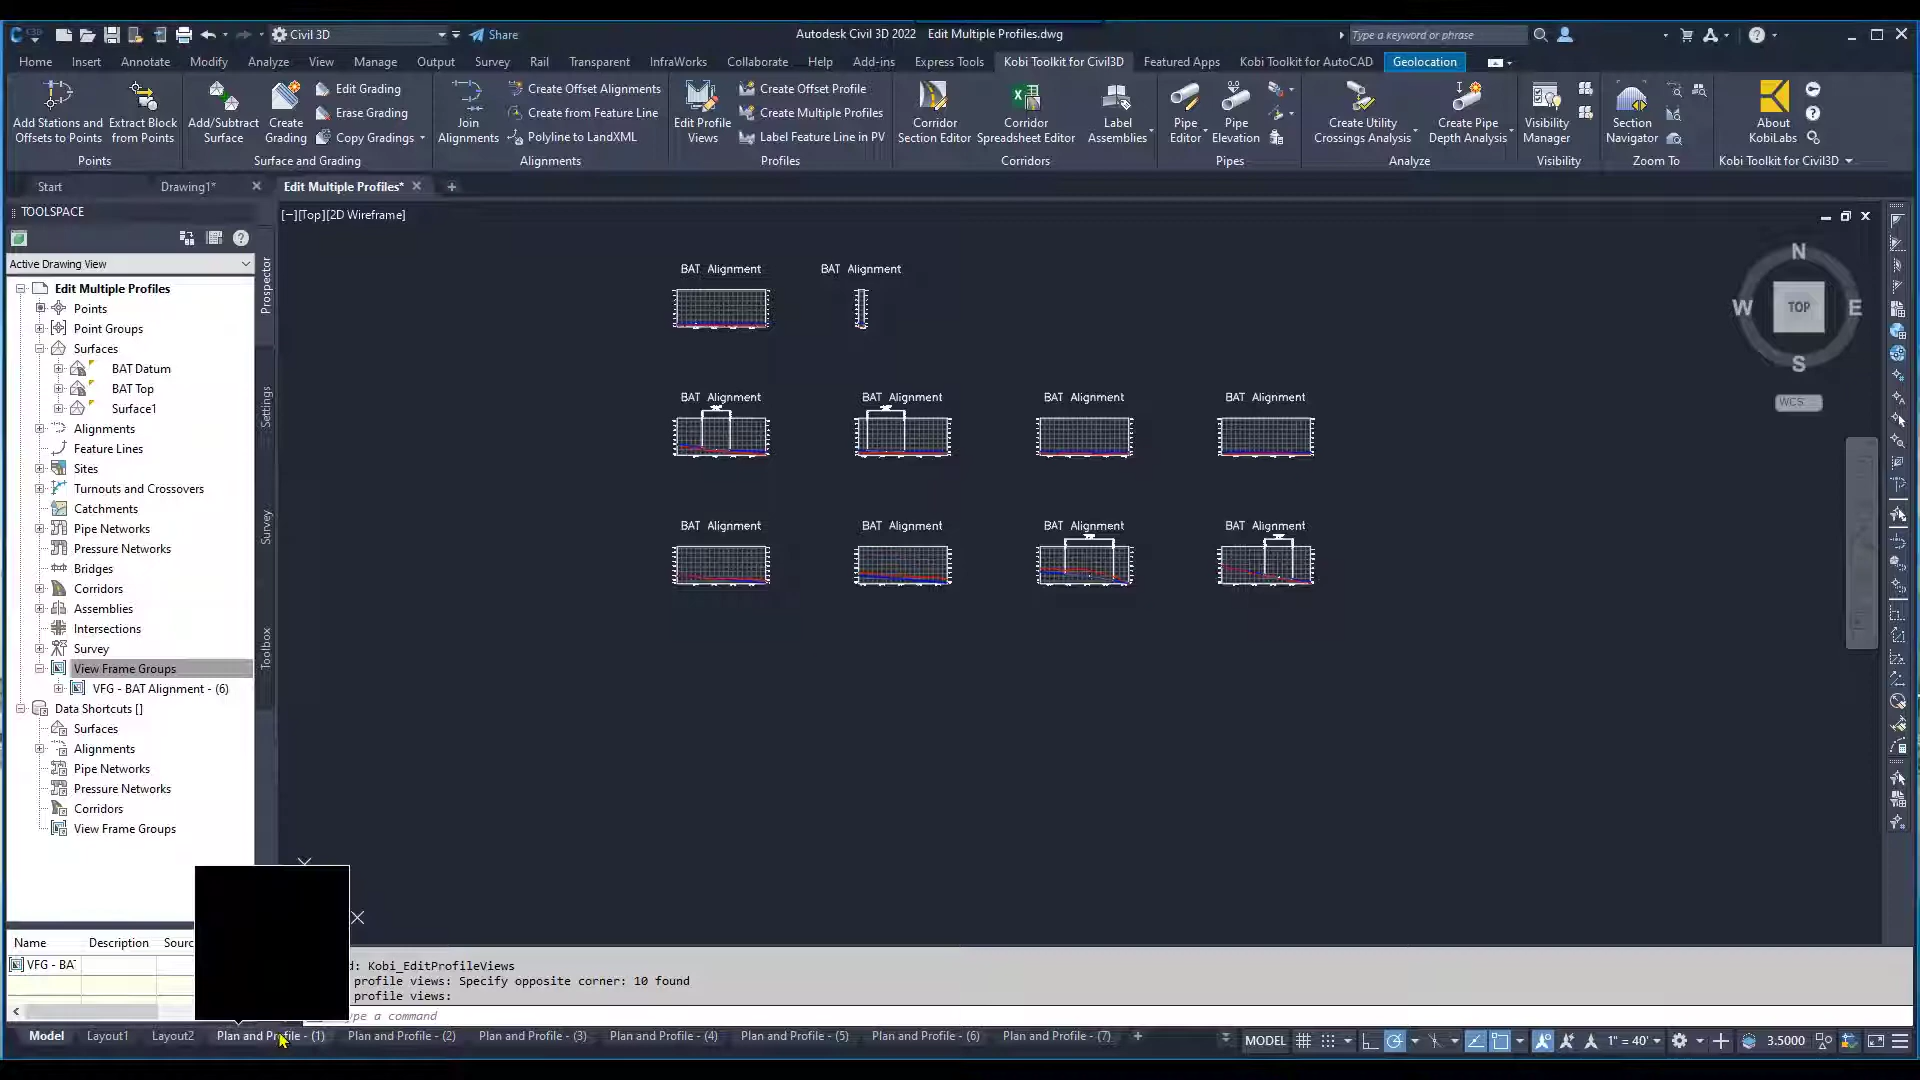 C3D
Civil 3D
Share
Autodesk Civil 3D 2022 Edit Multiple Profiles.dwg
Type a keyword or phrase
Home Insert Annotate Modify Analyze View Manage Output Survey Rail Transparent InfraWorks Collaborate Help Add-ins Express Tools Kobi Toolkit for Civil3D Featured Apps Kobi Toolkit for AutoCAD Geolocation
Add Stations and Offsets to Points
Extract Block from Points
Points
Add/Subtract Surface
Create Grading
Edit Grading
Erase Grading
Copy Gradings
Surface and Grading
Join Alignments
Create Offset Alignments
Create from Feature Line
Polyline to LandXML
Alignments
Edit Profile Views
Create Offset Profile
Create Multiple Profiles
Label Feature Line in PV
Profiles
Corridor Section Editor
Corridor Spreadsheet Editor
Label Assemblies
Corridors
Pipe Editor
Pipe Elevation
Pipes
Create Utility Crossings Analysis
Create Pipe Depth Analysis
Analyze
Visibility Manager
Visibility
Section Navigator
Zoom To
About KobiLabs
Kobi Toolkit for Civil3D
Start Drawing1* Edit Multiple Profiles*
TOOLSPACE
Active Drawing View
Edit Multiple Profiles
Points
Point Groups
Surfaces
BAT Datum
BAT Top
Surface1
Alignments
Feature Lines
Sites
Turnouts and Crossovers
Catchments
Pipe Networks
Pressure Networks
Bridges
Corridors
Assemblies
Intersections
Survey
View Frame Groups
VFG - BAT Alignment - (6)
Data Shortcuts []
Surfaces
Alignments
Pipe Networks
Pressure Networks
Corridors
View Frame Groups
Prospector
Settings
Survey
Toolbox
Name Description Sourc
VFG - BA
[−][Top][2D Wireframe]
BAT Alignment BAT Alignment
BAT Alignment BAT Alignment BAT Alignment BAT Alignment
BAT Alignment BAT Alignment BAT Alignment BAT Alignment
N
W TOP E
S
WCS
d: Kobi_EditProfileViews
profile views: Specify opposite corner: 10 found
profile views:
ype a command
Model Layout1 Layout2 Plan and Profile - (1) Plan and Profile - (2) Plan and Profile - (3) Plan and Profile - (4) Plan and Profile - (5) Plan and Profile - (6) Plan and Profile - (7)
MODEL
1" = 40'
3.5000